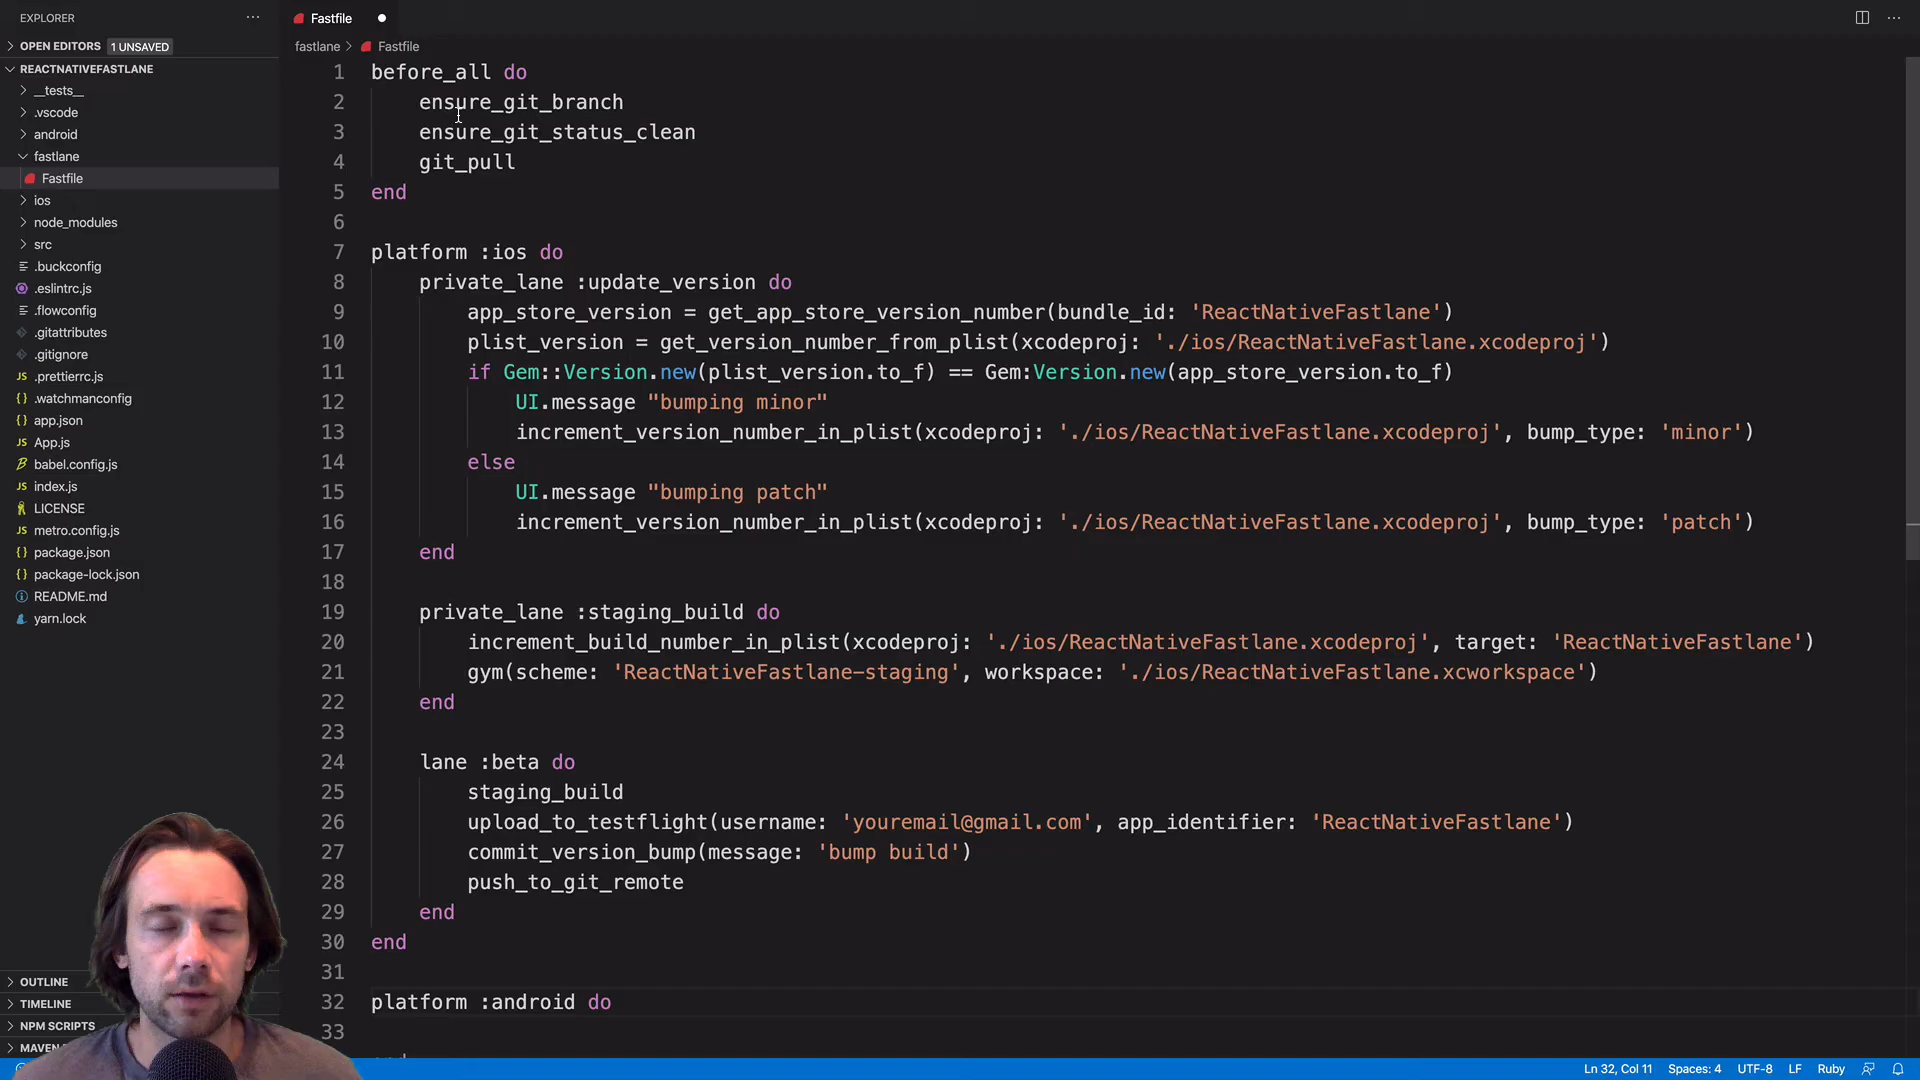 EXPLORER
OPEN EDITORS 1 UNSAVED
REACTNATIVEFASTLANE
__tests__
.vscode
android
fastlane
Fastfile
ios
node_modules
src
.buckconfig
.eslintrc.js
.flowconfig
.gitattributes
.gitignore
.prettierrc.js
.watchmanconfig
app.json
App.js
babel.config.js
index.js
LICENSE
metro.config.js
package.json
package-lock.json
README.md
yarn.lock
OUTLINE
TIMELINE
NPM SCRIPTS
MAVEN
Fastfile
fastlane > Fastfile
1 before_all do
2 ensure_git_branch
3 ensure_git_status_clean
4 git_pull
5 end
6
7 platform :ios do
8 private_lane :update_version do
9 app_store_version = get_app_store_version_number(bundle_id: 'ReactNativeFastlane')
10 plist_version = get_version_number_from_plist(xcodeproj: './ios/ReactNativeFastlane.xcodeproj')
11 if Gem::Version.new(plist_version.to_f) == Gem:Version.new(app_store_version.to_f)
12 UI.message "bumping minor"
13 increment_version_number_in_plist(xcodeproj: './ios/ReactNativeFastlane.xcodeproj', bump_type: 'minor')
14 else
15 UI.message "bumping patch"
16 increment_version_number_in_plist(xcodeproj: './ios/ReactNativeFastlane.xcodeproj', bump_type: 'patch')
17 end
18
19 private_lane :staging_build do
20 increment_build_number_in_plist(xcodeproj: './ios/ReactNativeFastlane.xcodeproj', target: 'ReactNativeFastlane')
21 gym(scheme: 'ReactNativeFastlane-staging', workspace: './ios/ReactNativeFastlane.xcworkspace')
22 end
23
24 lane :beta do
25 staging_build
26 upload_to_testflight(username: 'youremail@gmail.com', app_identifier: 'ReactNativeFastlane')
27 commit_version_bump(message: 'bump build')
28 push_to_git_remote
29 end
30 end
31
32 platform :android do
33
Ln 32, Col 11 Spaces: 4 UTF-8 LF Ruby